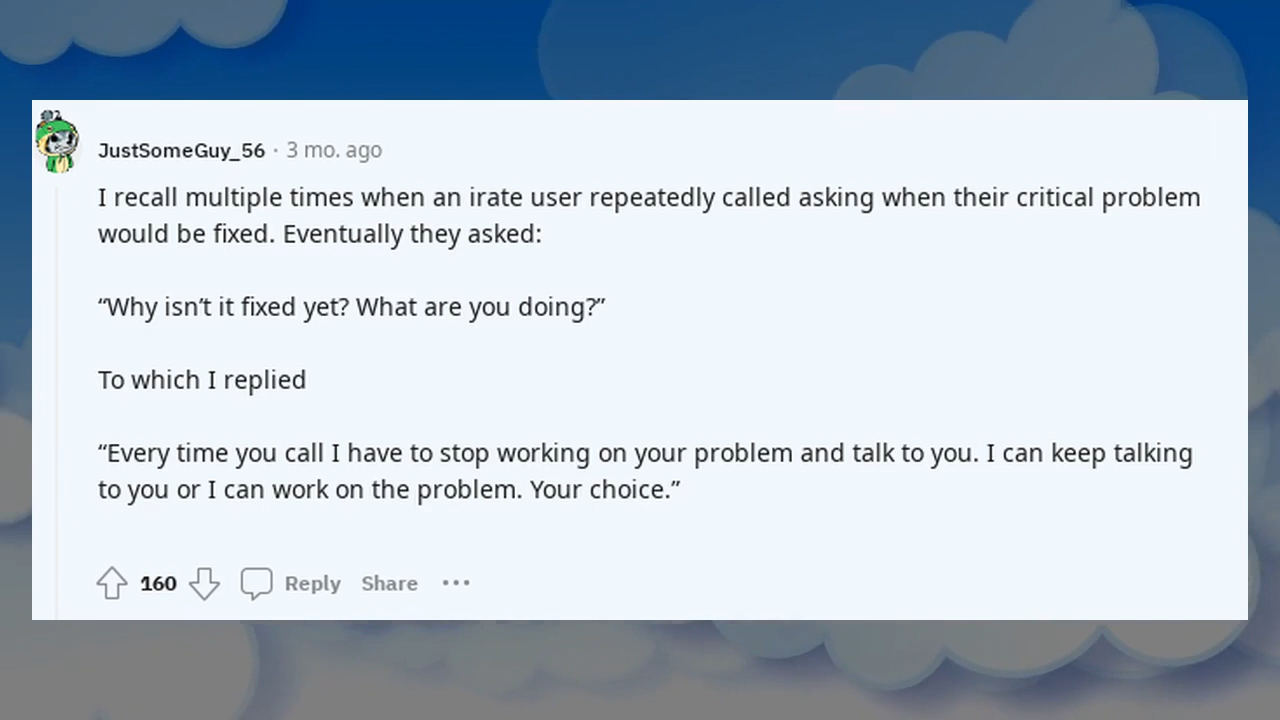 JustSomeGuy_56 · 3 mo. ago
I recall multiple times when an irate user repeatedly called asking when their critical problem
would be fixed. Eventually they asked:
“Why isn’t it fixed yet? What are you doing?”
To which I replied
“Every time you call I have to stop working on your problem and talk to you. I can keep talking
to you or I can work on the problem. Your choice.”
160 Reply Share